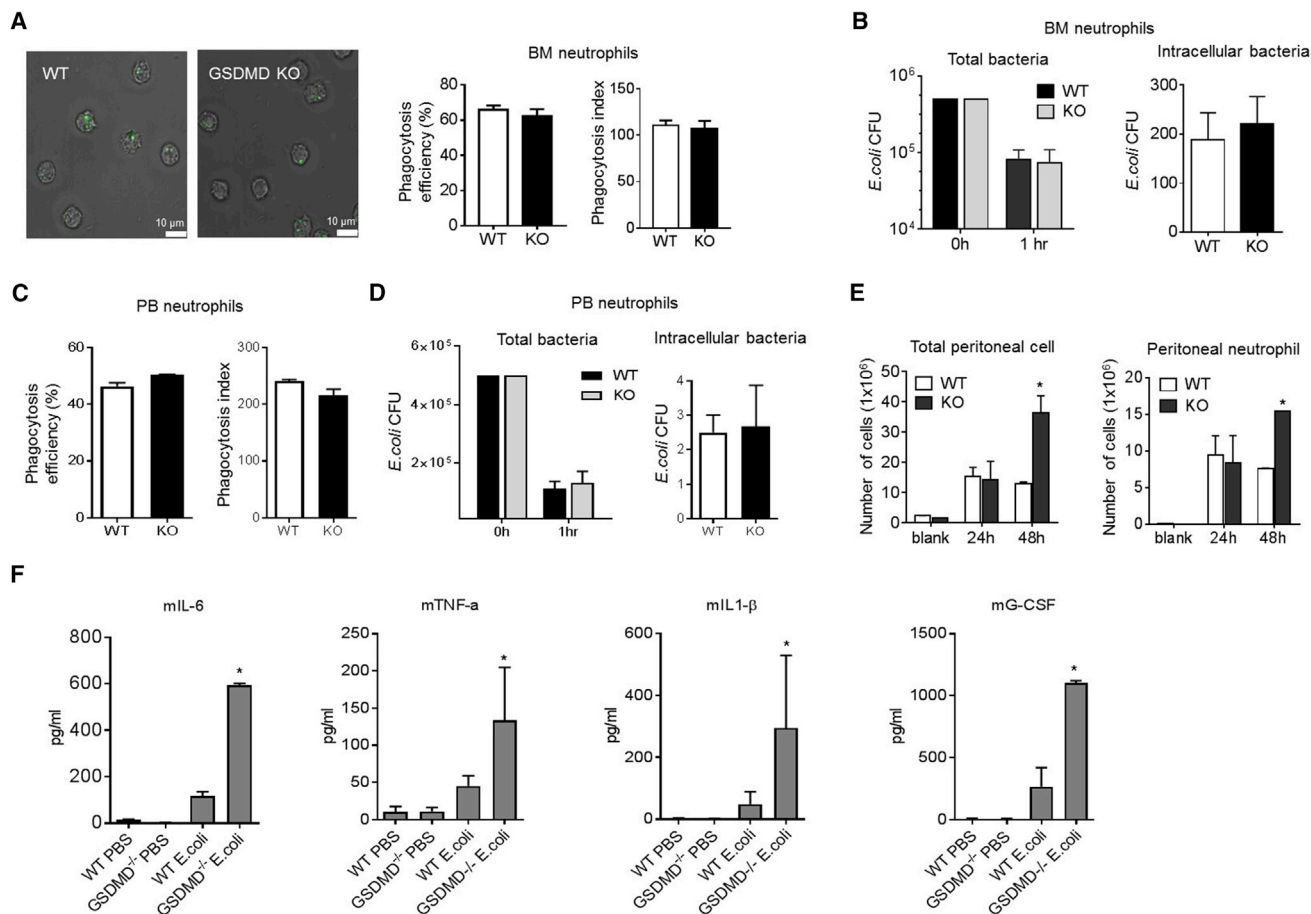 A
WT
10 µm
GSDMD KO
10 µm
BM neutrophils
Phagocytosis
efficiency (%)
80
60
40
20
0
WT KO
Phagocytosis index
150
100
50
0
WT KO
B
BM neutrophils
Total bacteria
WT
KO
E.coli CFU
10⁶
10⁵
10⁴
0h 1 hr
Intracellular bacteria
E.coli CFU
300
200
100
0
WT KO
C
PB neutrophils
Phagocytosis
efficiency (%)
60
40
20
0
WT KO
Phagocytosis index
300
200
100
0
WT KO
D
PB neutrophils
Total bacteria
WT
KO
E.coli CFU
6x 10⁵
4x 10⁵
2x 10⁵
0h 1hr
Intracellular bacteria
E.coli CFU
4
3
2
1
0
WT KO
E
Total peritoneal cell
WT
KO
Number of cells (1x10⁶)
50
40
30
20
10
0
*
blank 24h 48h
Peritoneal neutrophil
WT
KO
Number of cells (1x10⁶)
20
15
10
5
0
*
blank 24h 48h
F
mIL-6
pg/ml
800
600
400
200
0
*
WT PBS
GSDMD⁻/⁻ PBS
WT E.coli
GSDMD⁻/⁻ E.coli
mTNF-a
pg/ml
250
200
150
100
50
0
*
WT PBS
GSDMD⁻/⁻ PBS
WT E.coli
GSDMD-/- E.coli
mIL1-β
pg/ml
600
400
200
0
*
WT PBS
GSDMD⁻/⁻ PBS
WT E.coli
GSDMD-/- E.coli
mG-CSF
pg/ml
1500
1000
500
0
*
WT PBS
GSDMD⁻/⁻ PBS
WT E.coli
GSDMD⁻/⁻ E.coli